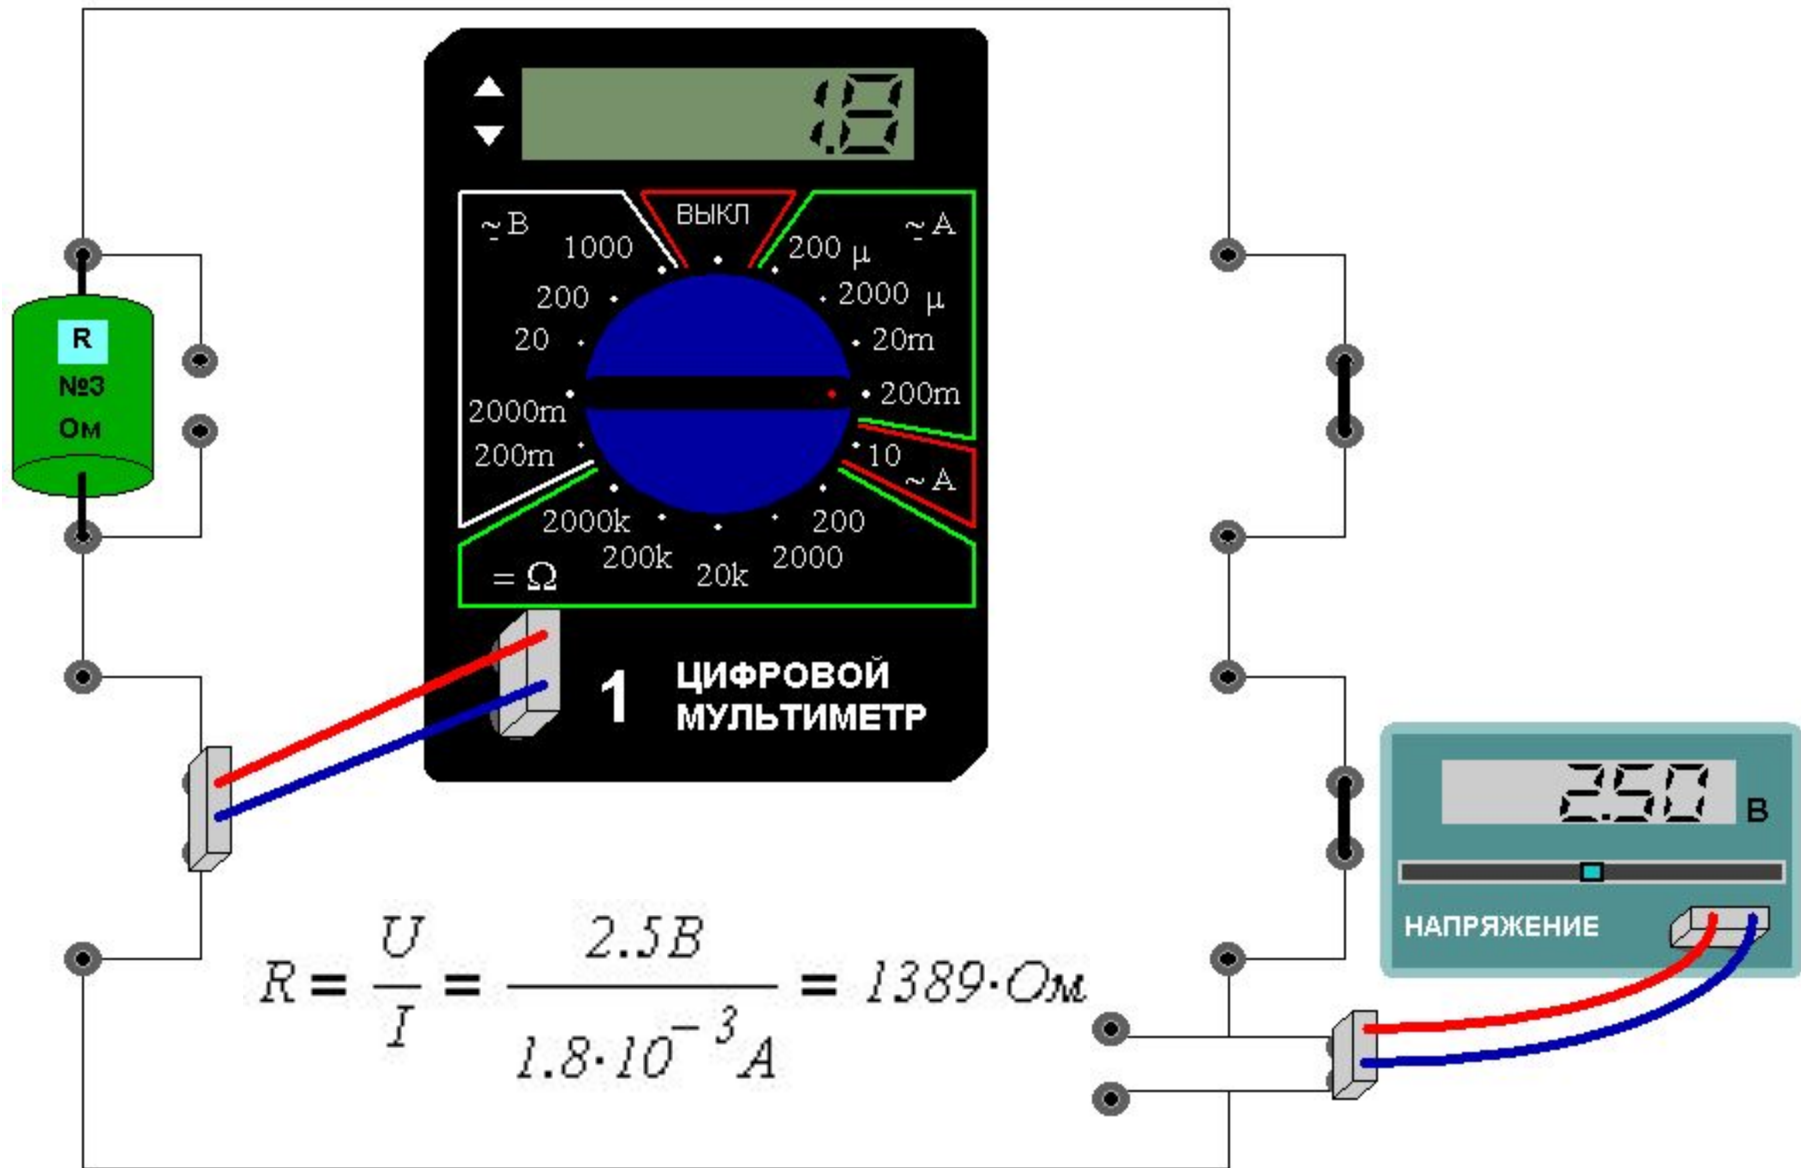 1.8
~ В
ВЫКЛ
~ А
1000
200 µ
200
2000 µ
20
20m
2000m
200m
200m
10
~ А
2000k
200
200k
2000
20k
= Ω
R
№3
Ом
1
ЦИФРОВОЙ
МУЛЬТИМЕТР
2.50 В
НАПРЯЖЕНИЕ
R = U/I = 2.5В/1.8·10⁻³А = 1389·Ом